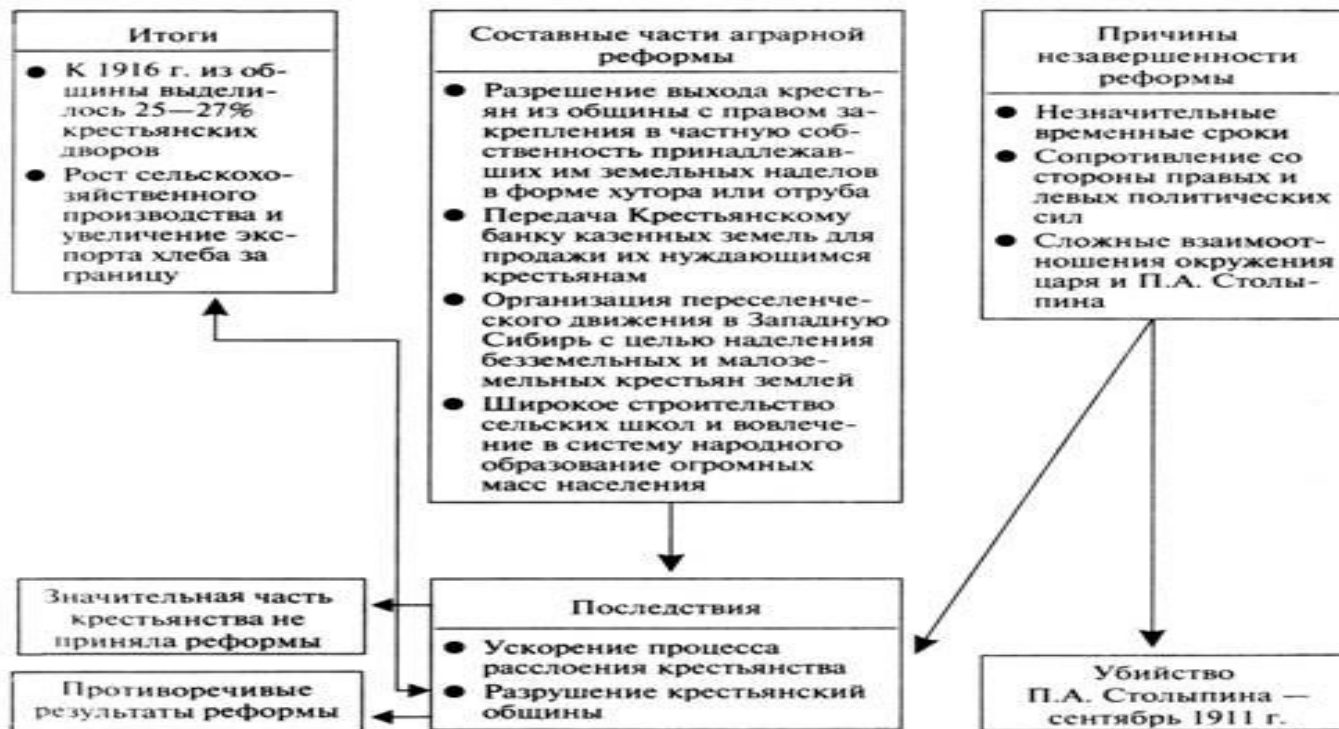 Итоги
● К 1916 г. из об-
щины выдели-
лось 25—27%
крестьянских
дворов
● Рост сельскохо-
зяйственного
производства и
увеличение экс-
порта хлеба за
границу
Составные части аграрной
реформы
● Разрешение выхода кресть-
ян из общины с правом за-
крепления в частную соб-
ственность принадлежав-
ших им земельных наделов
в форме хутора или отруба
● Передача Крестьянскому
банку казенных земель для
продажи их нуждающимся
крестьянам
● Организация переселенче-
ского движения в Западную
Сибирь с целью наделения
безземельных и малозе-
мельных крестьян землей
● Широкое строительство
сельских школ и вовлече-
ние в систему народного
образование огромных
масс населения
Причины
незавершенности
реформы
● Незначительные
временные сроки
● Сопротивление со
стороны правых и
левых политических
сил
● Сложные взаимоот-
ношения окружения
царя и П.А. Столы-
пина
Значительная часть
крестьянства не
приняла реформы
Противоречивые
результаты реформы
Последствия
● Ускорение процесса
расслоения крестьянства
● Разрушение крестьянский
общины
Убийство
П.А. Столыпина —
сентябрь 1911 г.